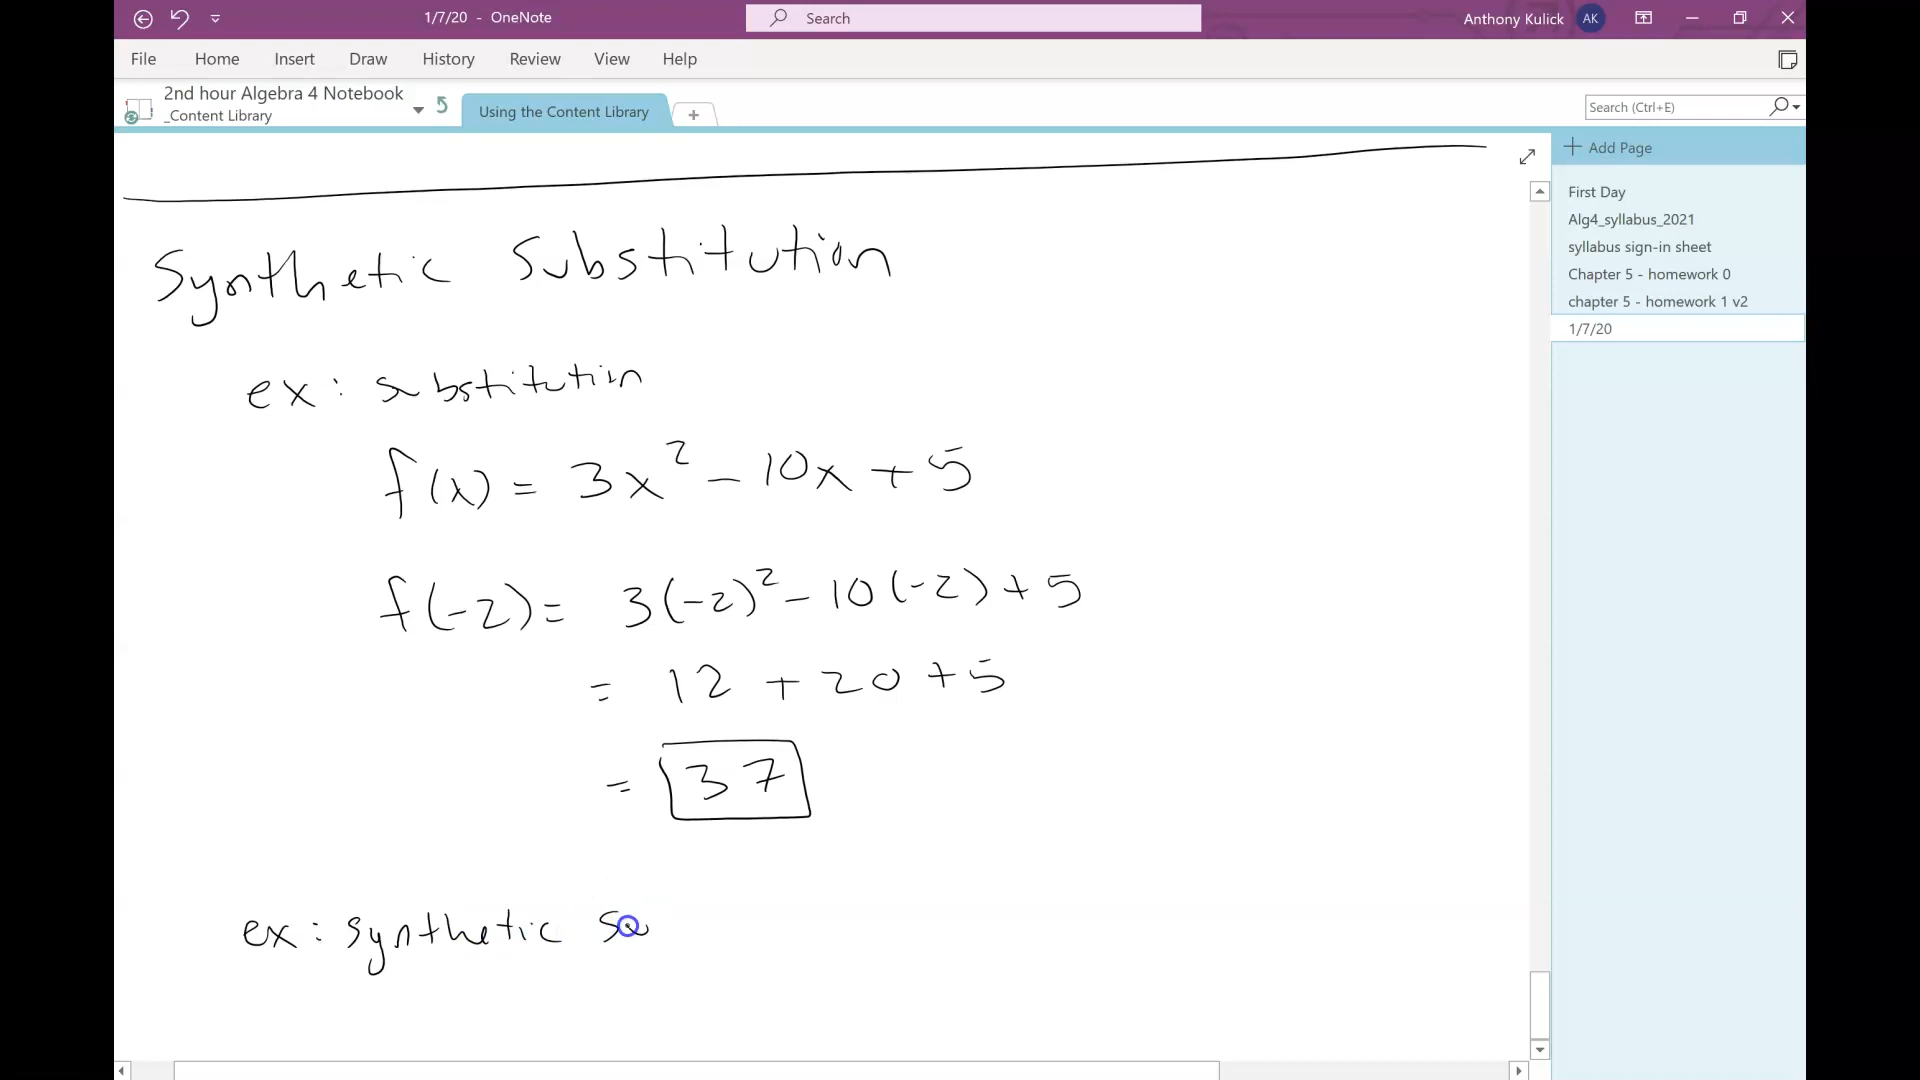 1/7/20 - OneNote
Search
Anthony Kulick AK
File Home Insert Draw History Review View Help
2nd hour Algebra 4 Notebook
_Content Library
Using the Content Library
Search (Ctrl+E)
Add Page
First Day
Alg4_syllabus_2021
syllabus sign-in sheet
Chapter 5 - homework 0
chapter 5 - homework 1 v2
1/7/20
Synthetic Substitution
ex: substitution
f(x) = 3x² - 10x + 5
f(-2) = 3(-2)² - 10(-2) + 5
= 12 + 20 + 5
= 37
ex: synthetic su